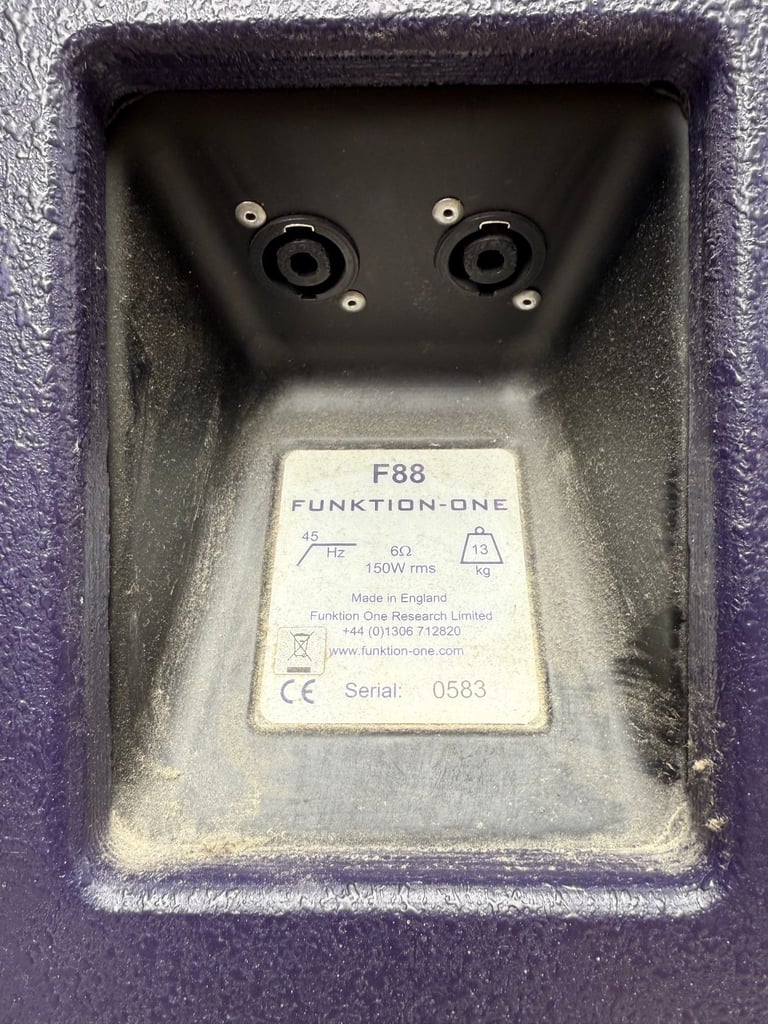 F88
FUNKTION-ONE
45
Hz
6Ω
150W rms
13
kg
Made in England
Funktion One Research Limited
+44 (0)1306 712820
www.funktion-one.com
CE Serial: 0583